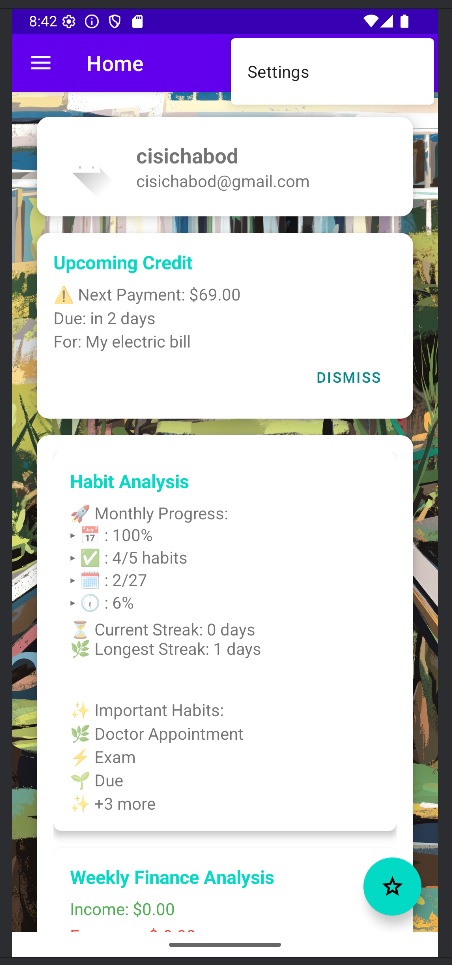 8:42
Home
Settings
cisichabod
cisichabod@gmail.com
Upcoming Credit
⚠️ Next Payment: $69.00
Due: in 2 days
For: My electric bill
DISMISS
Habit Analysis
🚀 Monthly Progress:
‣ 📅 : 100%
‣ ✅ : 4/5 habits
‣ 🗓️ : 2/27
‣ 🕡 : 6%
⏳ Current Streak: 0 days
🌿 Longest Streak: 1 days
✨ Important Habits:
🌿 Doctor Appointment
⚡ Exam
🌱 Due
✨ +3 more
Weekly Finance Analysis
Income: $0.00